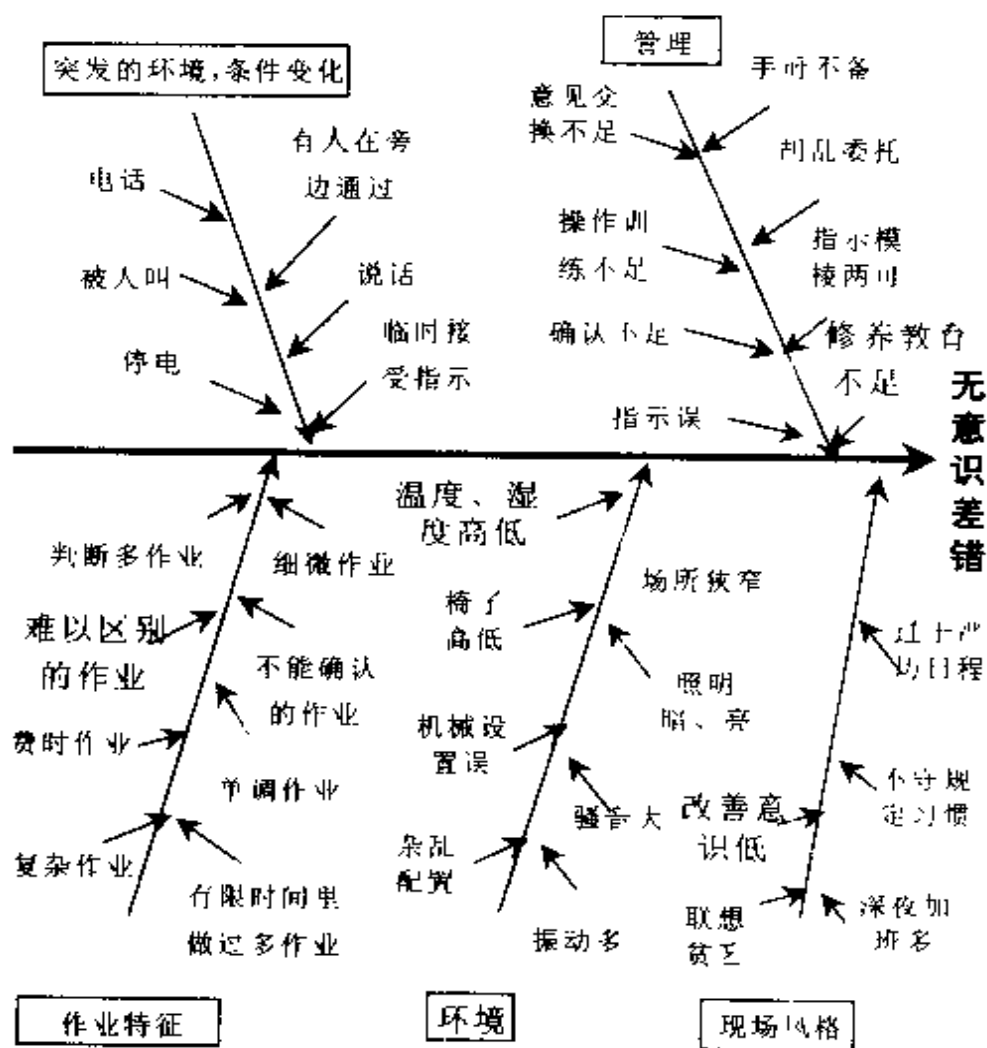 突发的环境,条件变化
管理
电话
有人在旁
边通过
被人叫
说话
停电
临时接
受指示
意见交
换不足
操作训
练不足
指示模
棱两可
确认不足
修养教育
不足
指示误
无意识差错
判断多作业
细微作业
难以区别
的作业
不能确认
的作业
费时作业
单调作业
复杂作业
有限时间里
做过多作业
温度、湿
度高低
场所狭窄
椅子
高低
照明
暗、亮
机械设
置误
骚音大
杂乱
配置
振动多
不守规
定习惯
改善意
识低
联想
贫乏
深夜加
班多
作业特征
环境
现场风格